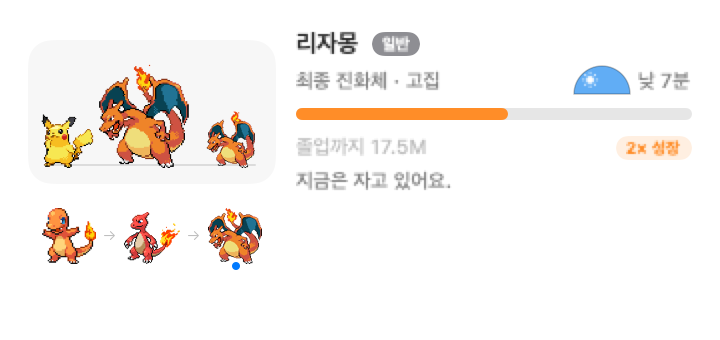 리자몽 일반
최종 진화체 · 고집
낮 7분
졸업까지 17.5M
2x 성장
지금은 자고 있어요.